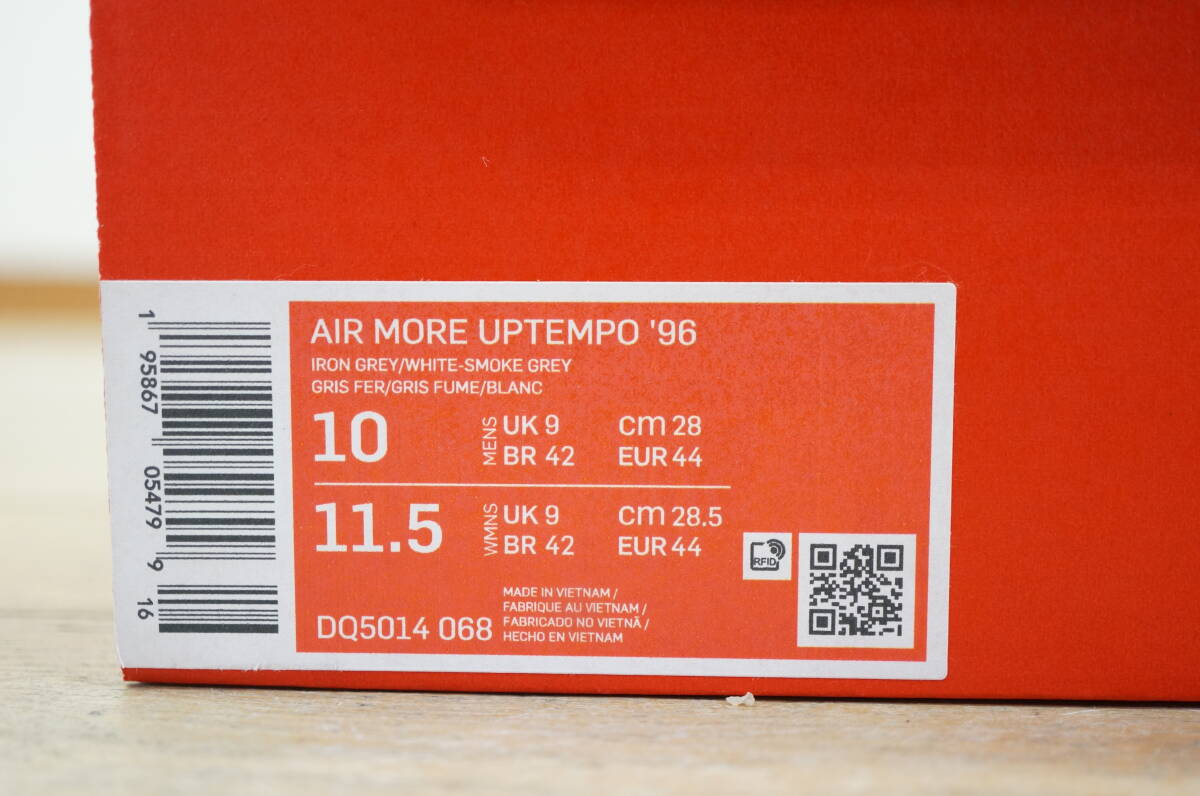 AIR MORE UPTEMPO '96
IRON GREY/WHITE-SMOKE GREY
GRIS FER/GRIS FUME/BLANC
10
MENS
UK 9
cm 28
BR 42
EUR 44
11.5
WMNS
UK 9
cm 28.5
BR 42
EUR 44
DQ5014 068
MADE IN VIETNAM /
FABRIQUE AU VIETNAM /
FABRICADO NO VIETNÃ /
HECHO EN VIETNAM
RFID
1 95867 05479 9 16